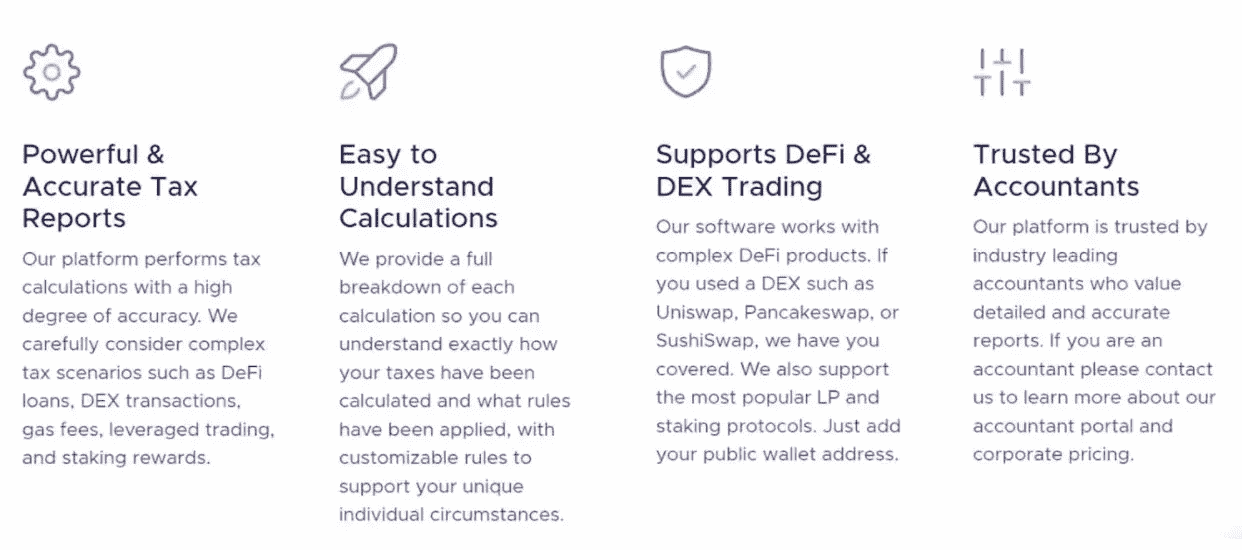 Powerful &
Accurate Tax
Reports
Our platform performs tax
calculations with a high
degree of accuracy. We
carefully consider complex
tax scenarios such as DeFi
loans, DEX transactions,
gas fees, leveraged trading,
and staking rewards.
Easy to
Understand
Calculations
We provide a full
breakdown of each
calculation so you can
understand exactly how
your taxes have been
calculated and what rules
have been applied, with
customizable rules to
support your unique
individual circumstances.
Supports DeFi &
DEX Trading
Our software works with
complex DeFi products. If
you used a DEX such as
Uniswap, Pancakeswap, or
SushiSwap, we have you
covered. We also support
the most popular LP and
staking protocols. Just add
your public wallet address.
Trusted By
Accountants
Our platform is trusted by
industry leading
accountants who value
detailed and accurate
reports. If you are an
accountant please contact
us to learn more about our
accountant portal and
corporate pricing.